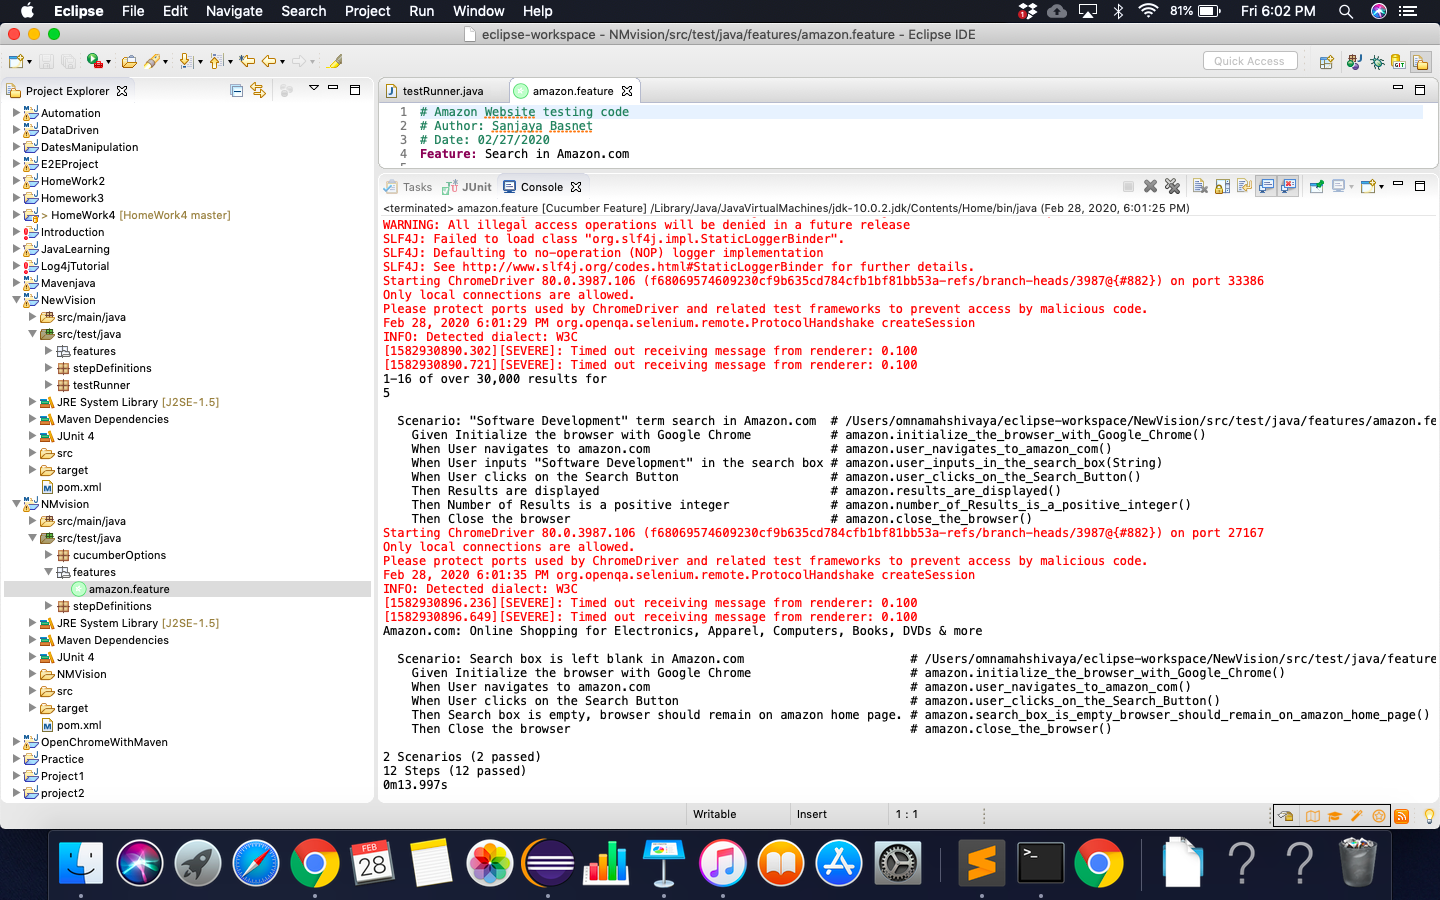 Eclipse File Edit Navigate Search Project Run Window Help 81% Fri 6:02 PM
eclipse-workspace - NMvision/src/test/java/features/amazon.feature - Eclipse IDE
Quick Access
Project Explorer
Automation
DataDriven
DatesManipulation
E2EProject
HomeWork2
Homework3
> HomeWork4 [HomeWork4 master]
Introduction
JavaLearning
Log4jTutorial
Mavenjava
NewVision
src/main/java
src/test/java
features
stepDefinitions
testRunner
JRE System Library [J2SE-1.5]
Maven Dependencies
JUnit 4
src
target
pom.xml
NMvision
src/main/java
src/test/java
cucumberOptions
features
amazon.feature
stepDefinitions
JRE System Library [J2SE-1.5]
Maven Dependencies
JUnit 4
NMVision
src
target
pom.xml
OpenChromeWithMaven
Practice
Project1
project2
testRunner.java amazon.feature
1 # Amazon Website testing code
2 # Author: Sanjaya Basnet
3 # Date: 02/27/2020
4 Feature: Search in Amazon.com
Tasks JUnit Console
<terminated> amazon.feature [Cucumber Feature] /Library/Java/JavaVirtualMachines/jdk-10.0.2.jdk/Contents/Home/bin/java (Feb 28, 2020, 6:01:25 PM)
WARNING: All illegal access operations will be denied in a future release
SLF4J: Failed to load class "org.slf4j.impl.StaticLoggerBinder".
SLF4J: Defaulting to no-operation (NOP) logger implementation
SLF4J: See http://www.slf4j.org/codes.html#StaticLoggerBinder for further details.
Starting ChromeDriver 80.0.3987.106 (f68069574609230cf9b635cd784cfb1bf81bb53a-refs/branch-heads/3987@{#882}) on port 33386
Only local connections are allowed.
Please protect ports used by ChromeDriver and related test frameworks to prevent access by malicious code.
Feb 28, 2020 6:01:29 PM org.openqa.selenium.remote.ProtocolHandshake createSession
INFO: Detected dialect: W3C
[1582930890.302][SEVERE]: Timed out receiving message from renderer: 0.100
[1582930890.721][SEVERE]: Timed out receiving message from renderer: 0.100
1-16 of over 30,000 results for
5
Scenario: "Software Development" term search in Amazon.com # /Users/omnamahshivaya/eclipse-workspace/NewVision/src/test/java/features/amazon.fe
Given Initialize the browser with Google Chrome # amazon.initialize_the_browser_with_Google_Chrome()
When User navigates to amazon.com # amazon.user_navigates_to_amazon_com()
When User inputs "Software Development" in the search box # amazon.user_inputs_in_the_search_box(String)
When User clicks on the Search Button # amazon.user_clicks_on_the_Search_Button()
Then Results are displayed # amazon.results_are_displayed()
Then Number of Results is a positive integer # amazon.number_of_Results_is_a_positive_integer()
Then Close the browser # amazon.close_the_browser()
Starting ChromeDriver 80.0.3987.106 (f68069574609230cf9b635cd784cfb1bf81bb53a-refs/branch-heads/3987@{#882}) on port 27167
Only local connections are allowed.
Please protect ports used by ChromeDriver and related test frameworks to prevent access by malicious code.
Feb 28, 2020 6:01:35 PM org.openqa.selenium.remote.ProtocolHandshake createSession
INFO: Detected dialect: W3C
[1582930896.236][SEVERE]: Timed out receiving message from renderer: 0.100
[1582930896.649][SEVERE]: Timed out receiving message from renderer: 0.100
Amazon.com: Online Shopping for Electronics, Apparel, Computers, Books, DVDs & more
Scenario: Search box is left blank in Amazon.com # /Users/omnamahshivaya/eclipse-workspace/NewVision/src/test/java/feature
Given Initialize the browser with Google Chrome # amazon.initialize_the_browser_with_Google_Chrome()
When User navigates to amazon.com # amazon.user_navigates_to_amazon_com()
When User clicks on the Search Button # amazon.user_clicks_on_the_Search_Button()
Then Search box is empty, browser should remain on amazon home page. # amazon.search_box_is_empty_browser_should_remain_on_amazon_home_page()
Then Close the browser # amazon.close_the_browser()
2 Scenarios (2 passed)
12 Steps (12 passed)
0m13.997s
Writable Insert 1 : 1
FEB
28